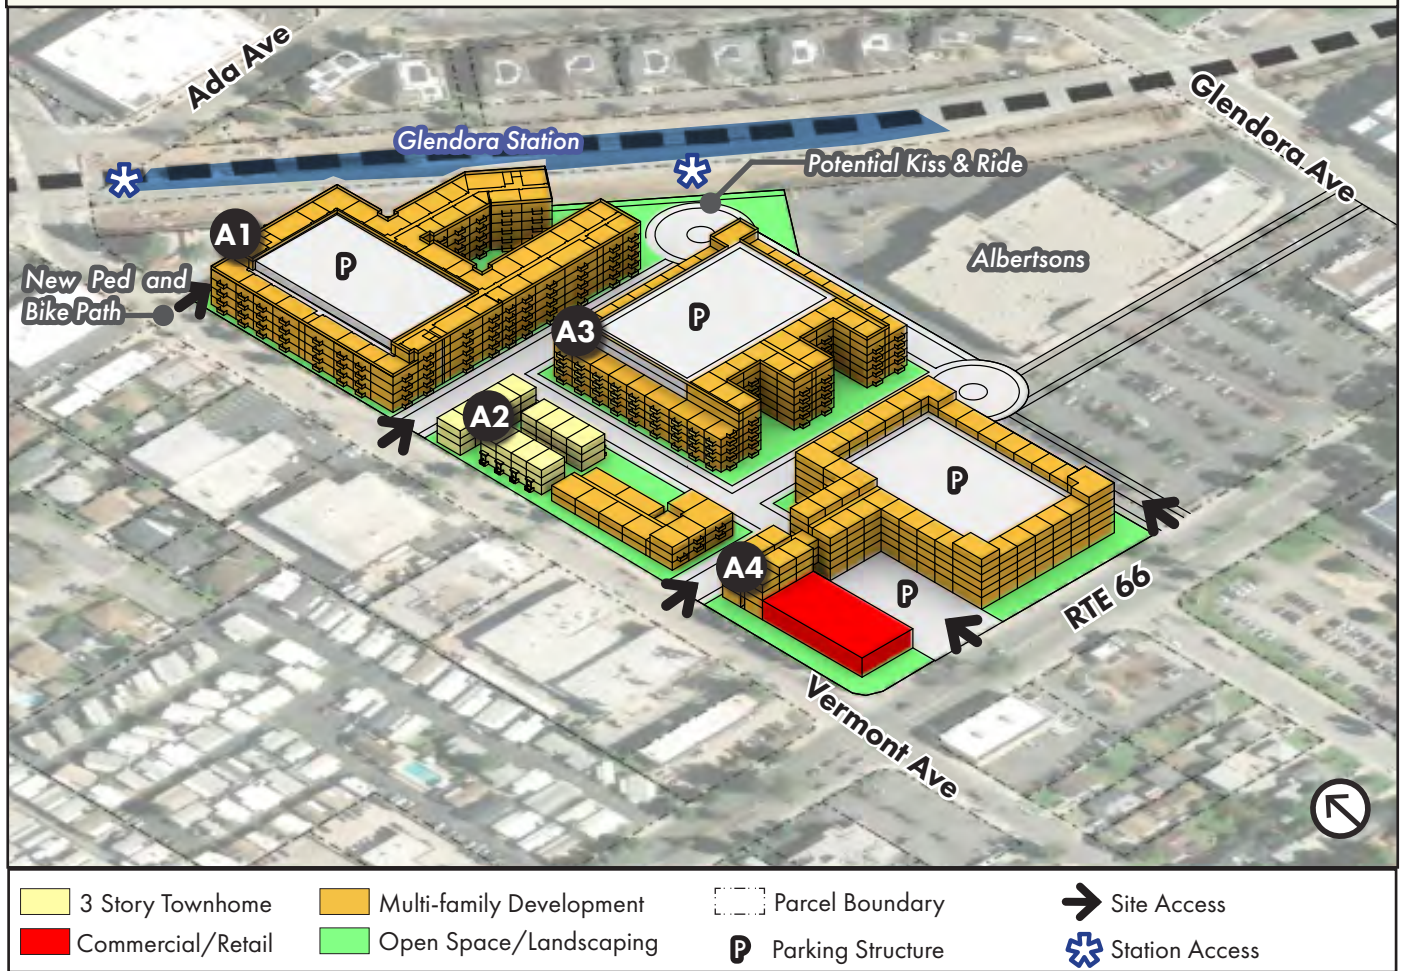 Ada Ave
Glendora Ave
Glendora Station
Potential Kiss & Ride
A1
P
Albertsons
New Ped and
Bike Path
A3
P
A2
P
A4
P
RTE 66
Vermont Ave
3 Story Townhome
Multi-family Development
Parcel Boundary
Site Access
Commercial/Retail
Open Space/Landscaping
P
Parking Structure
Station Access